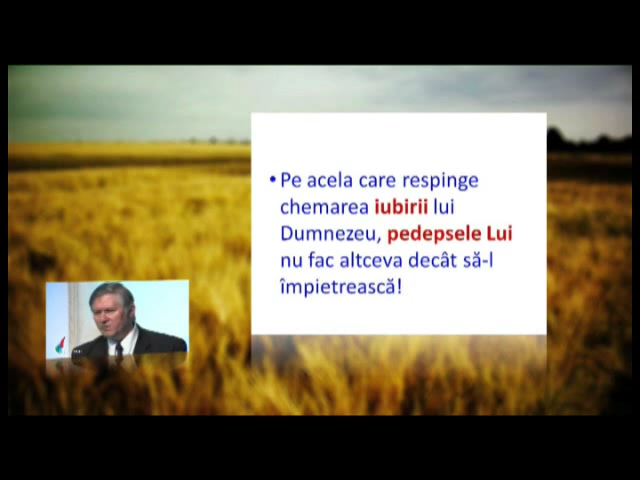 • Pe acela care respinge
chemarea iubirii lui
Dumnezeu, pedepsele Lui
nu fac altceva decât să-l
împietrească!